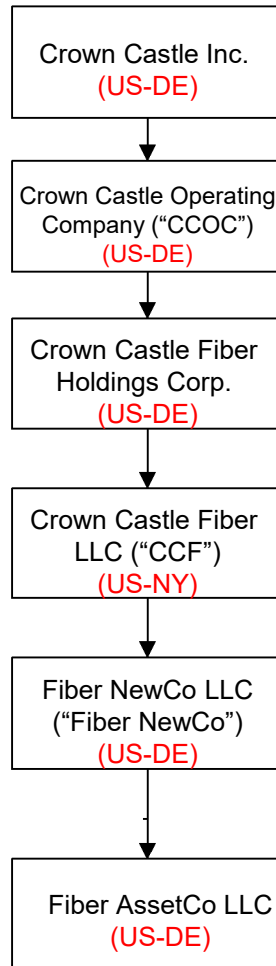 Crown Castle Inc.
(US-DE)
Crown Castle Operating
Company (“CCOC”)
(US-DE)
Crown Castle Fiber
Holdings Corp.
(US-DE)
Crown Castle Fiber
LLC (“CCF”)
(US-NY)
Fiber NewCo LLC
(“Fiber NewCo”)
(US-DE)
Fiber AssetCo LLC
(US-DE)